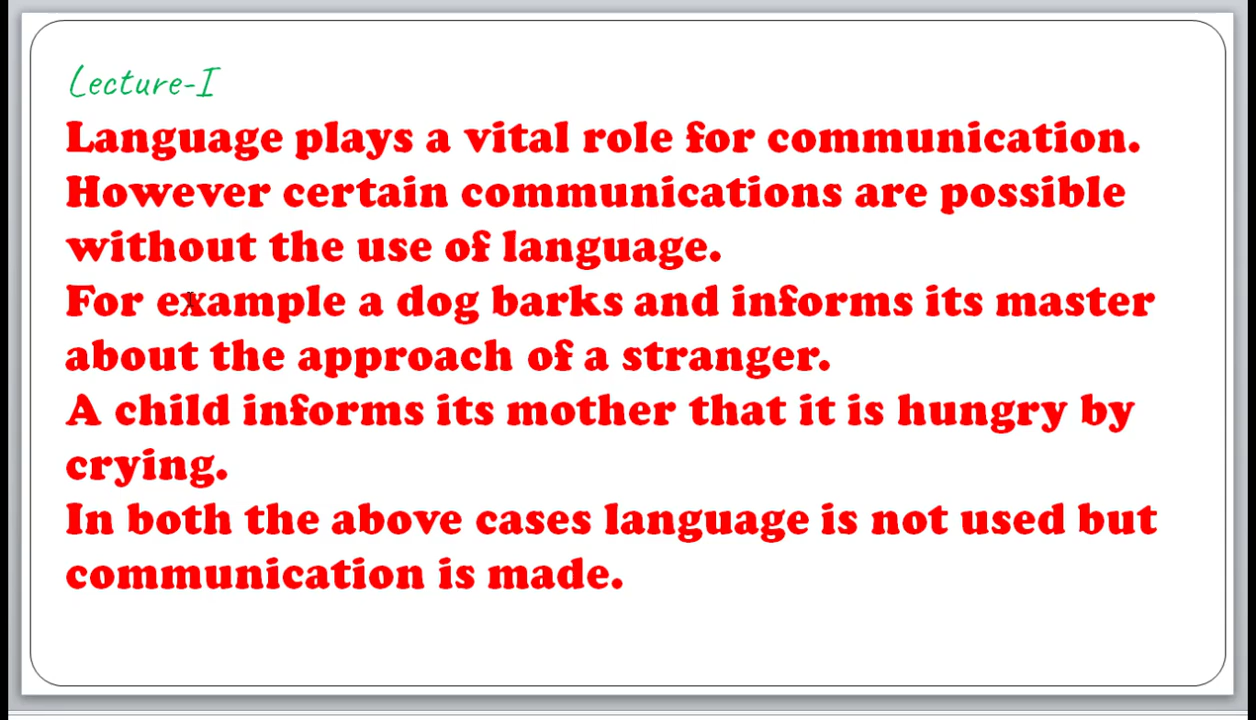 Lecture-I
Language plays a vital role for communication.
However certain communications are possible
without the use of language.
For example a dog barks and informs its master
about the approach of a stranger.
A child informs its mother that it is hungry by
crying.
In both the above cases language is not used but
communication is made.